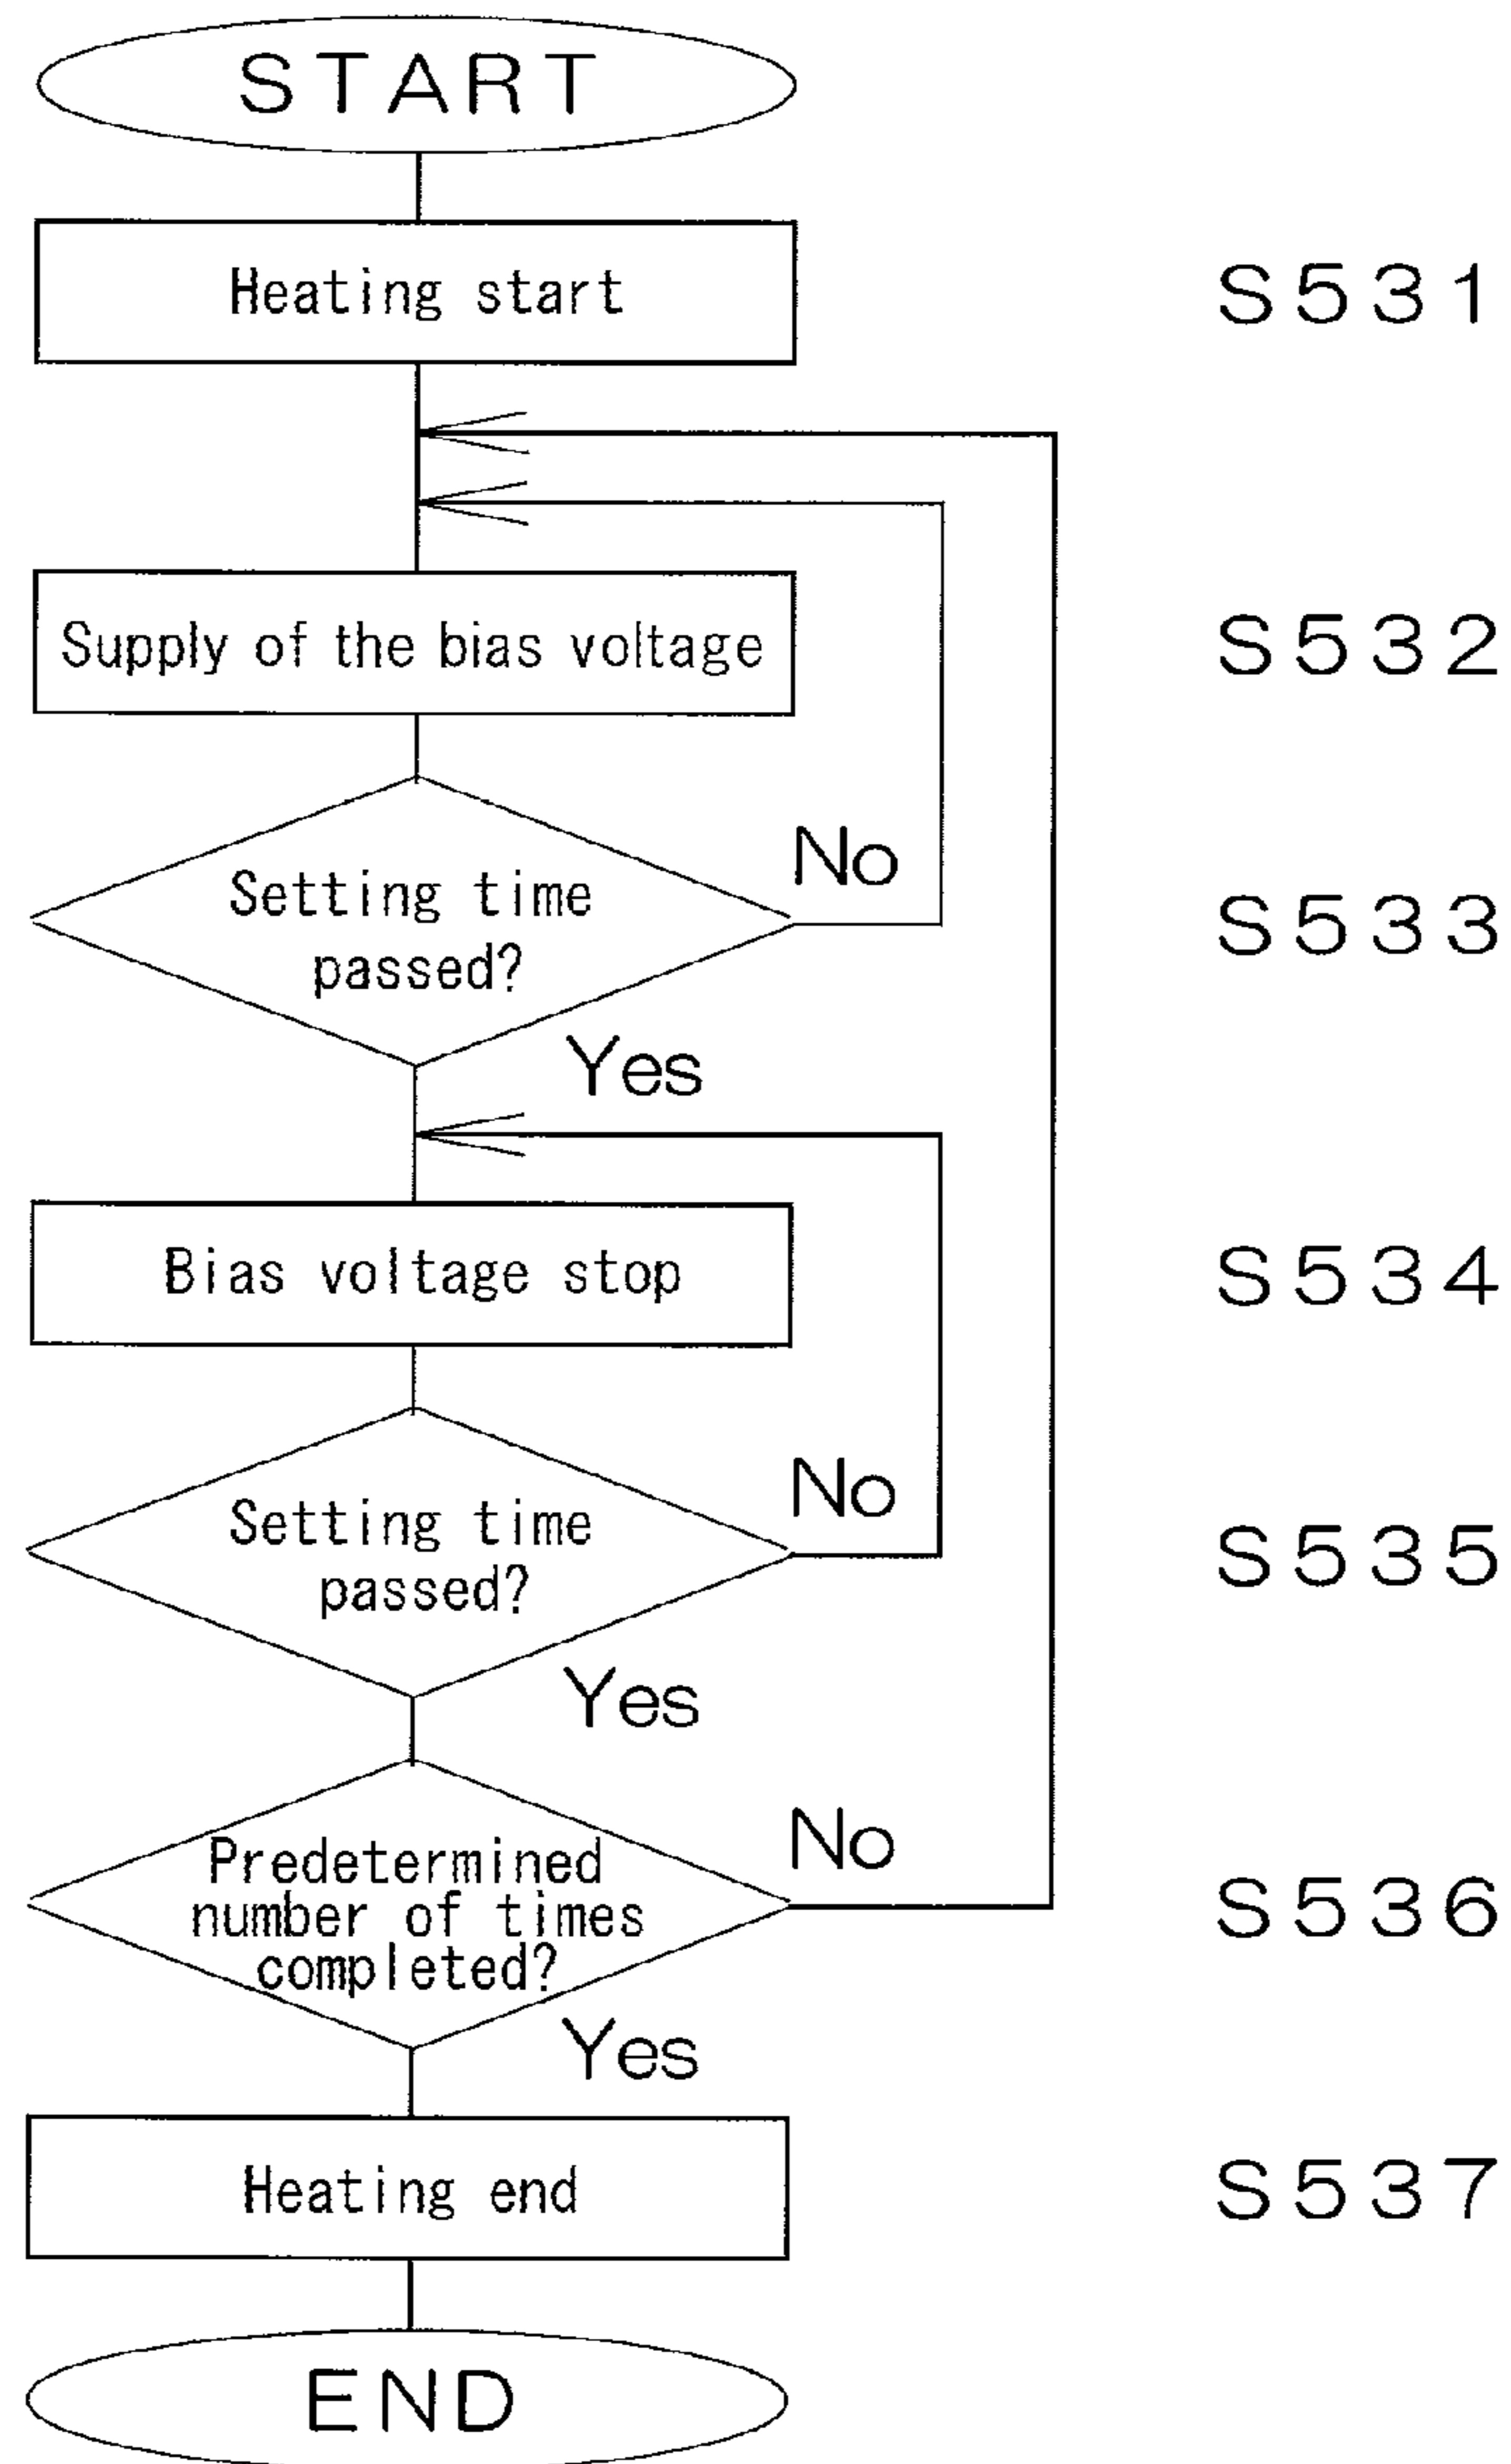 START
Heating start
S531
Supply of the bias voltage
S532
No
Setting time
passed?
S533
Yes
Bias voltage stop
S534
No
Setting time
passed?
S535
Yes
No
Predetermined
number of times
completed?
S536
Yes
Heating end
S537
END